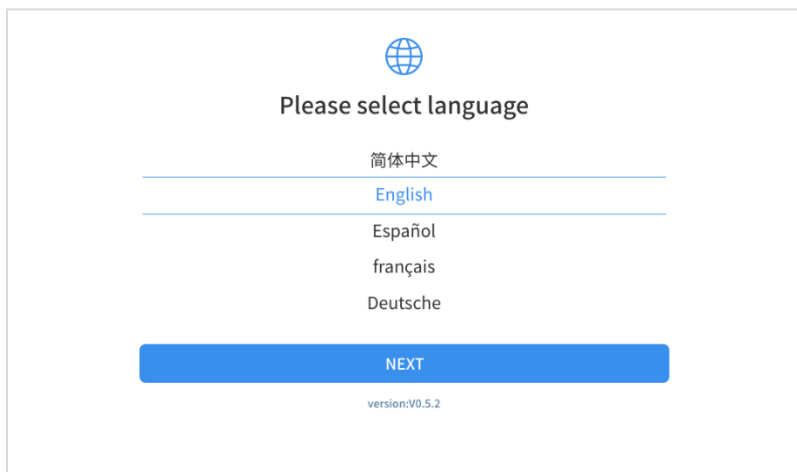 Please select language
简体中文
English
Español
français
Deutsche
NEXT
version:V0.5.2